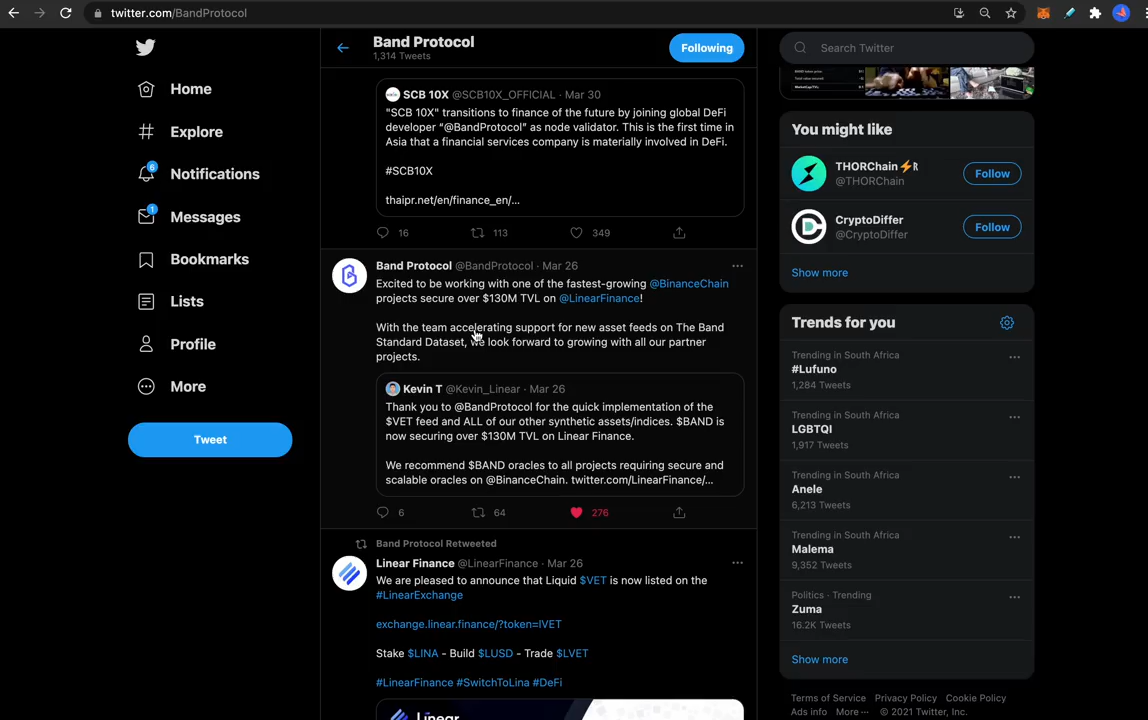 twitter.com/BandProtocol
Home
Explore
6
Notifications
1
Messages
Bookmarks
Lists
Profile
More
Tweet
Band Protocol
1,314 Tweets
Following
SCB 10X @SCB10X_OFFICIAL · Mar 30
"SCB 10X" transitions to finance of the future by joining global DeFi
developer “@BandProtocol” as node validator. This is the first time in
Asia that a financial services company is materially involved in DeFi.
#SCB10X
thaipr.net/en/finance_en/...
16
113
349
Band Protocol @BandProtocol · Mar 26
Excited to be working with one of the fastest-growing @BinanceChain
projects secure over $130M TVL on @LinearFinance!
With the team accelerating support for new asset feeds on The Band
Standard Dataset, we look forward to growing with all our partner
projects.
Kevin T @Kevin_Linear · Mar 26
Thank you to @BandProtocol for the quick implementation of the
$VET feed and ALL of our other synthetic assets/indices. $BAND is
now securing over $130M TVL on Linear Finance.
We recommend $BAND oracles to all projects requiring secure and
scalable oracles on @BinanceChain. twitter.com/LinearFinance/...
6
64
276
Band Protocol Retweeted
Linear Finance @LinearFinance · Mar 26
We are pleased to announce that Liquid $VET is now listed on the
#LinearExchange
exchange.linear.finance/?token=lVET
Stake $LINA - Build $LUSD - Trade $LVET
#LinearFinance #SwitchToLina #DeFi
Linear
Search Twitter
You might like
THORChain⚡ᚱ
@THORChain
Follow
CryptoDiffer
@CryptoDiffer
Follow
Show more
Trends for you
Trending in South Africa
#Lufuno
1,284 Tweets
Trending in South Africa
LGBTQI
1,917 Tweets
Trending in South Africa
Anele
6,213 Tweets
Trending in South Africa
Malema
9,352 Tweets
Politics · Trending
Zuma
16.2K Tweets
Show more
Terms of Service Privacy Policy Cookie Policy
Ads info More ··· © 2021 Twitter, Inc.